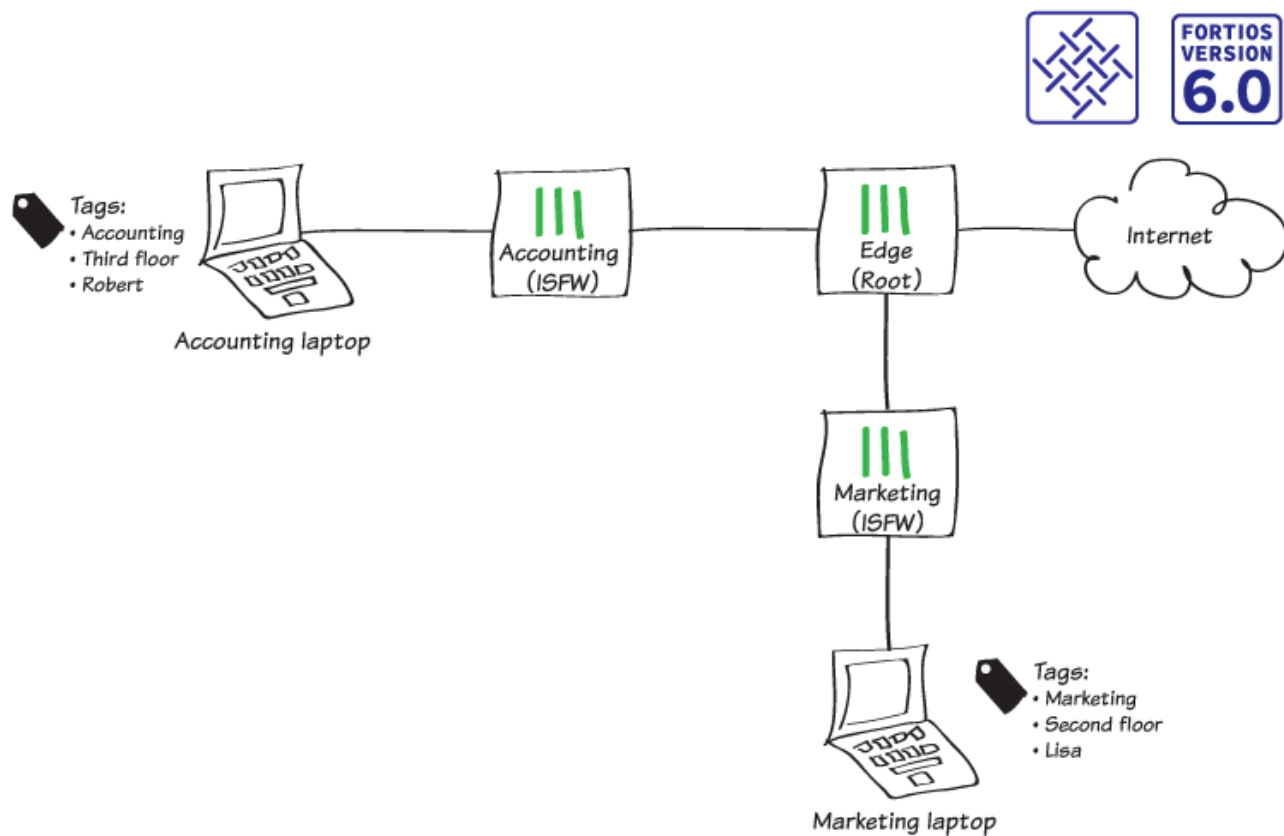 FORTIOS
VERSION
6.0
Tags:
• Accounting
• Third floor
• Robert
Accounting laptop
Accounting
(ISFW)
Edge
(Root)
Internet
Marketing
(ISFW)
Tags:
• Marketing
• Second floor
• Lisa
Marketing laptop